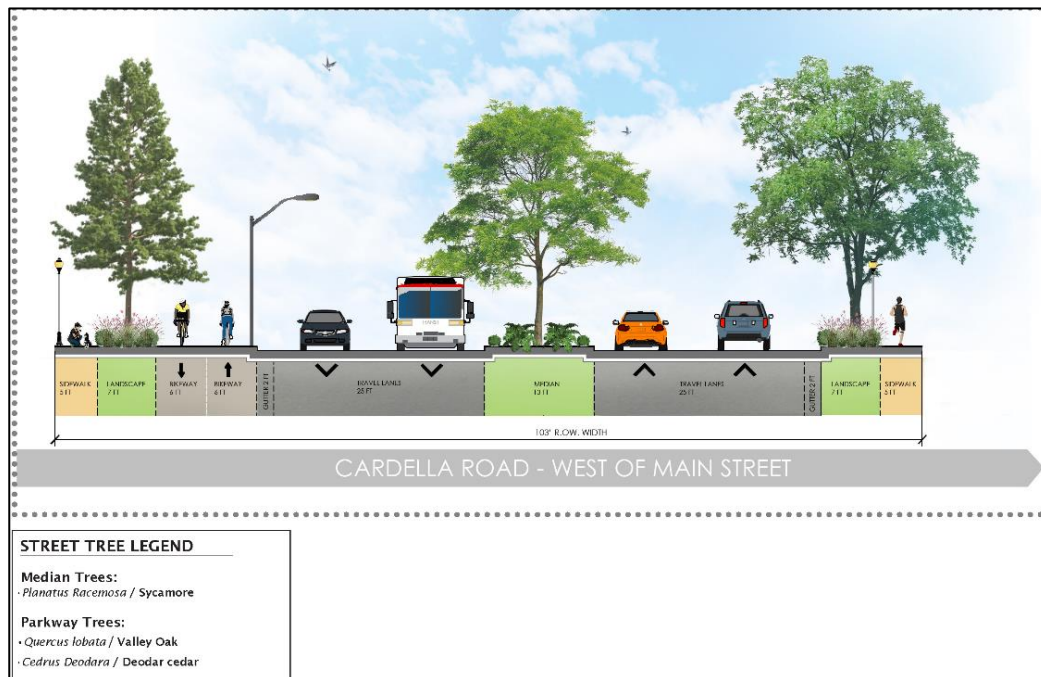 SIDEWALK
5 FT
LANDSCAPE
7 FT
BIKEWAY
6 FT
BIKEWAY
6 FT
GUTTER 2 FT
TRAVEL LANES
25 FT
MEDIAN
13 FT
TRAVEL LANES
25 FT
GUTTER 2 FT
LANDSCAPE
7 FT
SIDEWALK
5 FT
103' R.OW. WIDTH
CARDELLA ROAD - WEST OF MAIN STREET
STREET TREE LEGEND
Median Trees:
· Planatus Racemosa / Sycamore
Parkway Trees:
· Quercus lobata / Valley Oak
· Cedrus Deodara / Deodar cedar